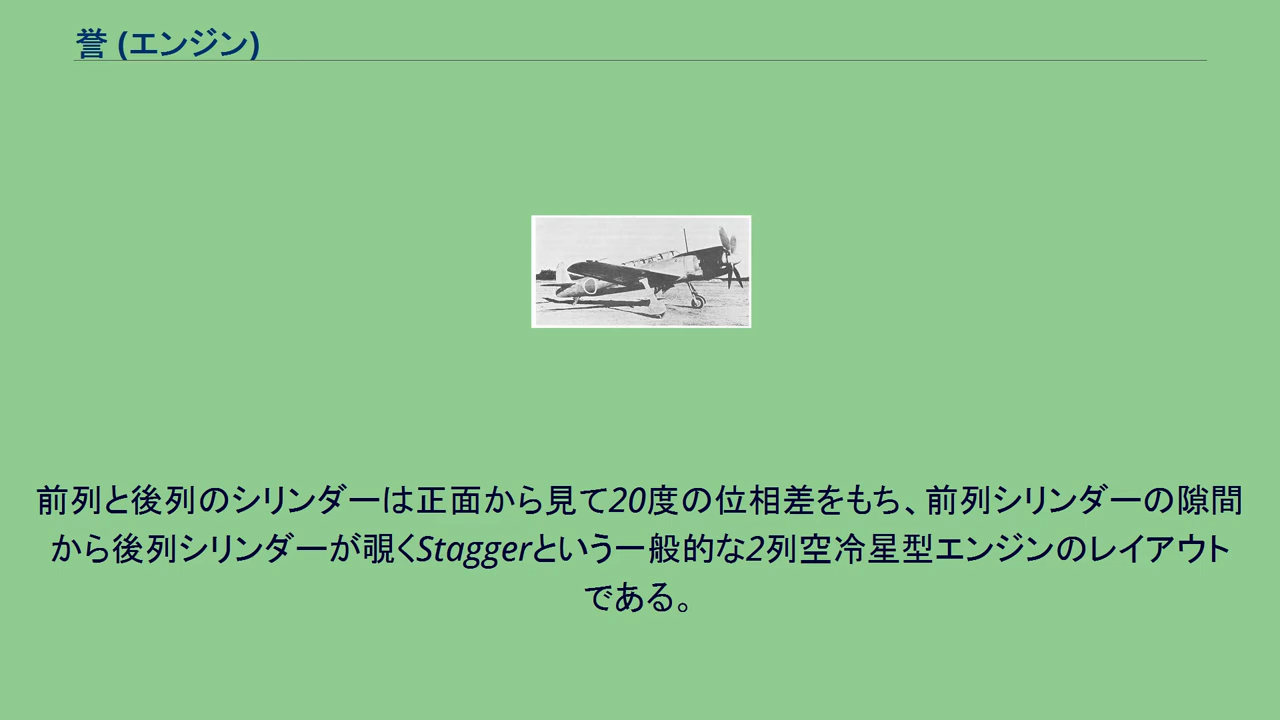 誉 (エンジン)
前列と後列のシリンダーは正面から見て20度の位相差をもち、前列シリンダーの隙間
から後列シリンダーが覗くStaggerという一般的な2列空冷星型エンジンのレイアウト
である。